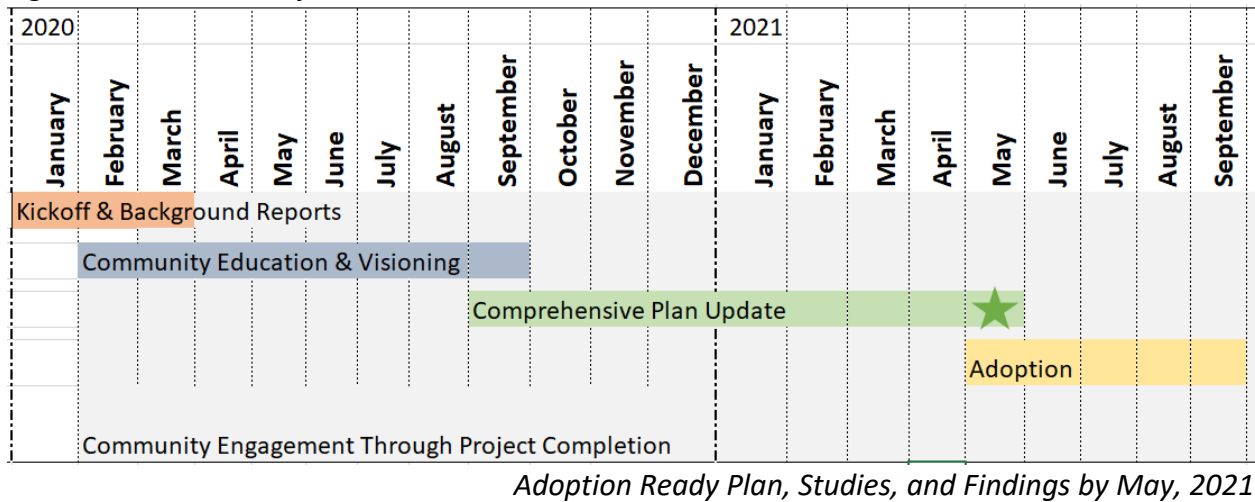 2020 2021
January February March April May June July August September October November December January February March April May June July August September
Kickoff & Background Reports
Community Education & Visioning
Comprehensive Plan Update
Adoption
Community Engagement Through Project Completion
Adoption Ready Plan, Studies, and Findings by May, 2021